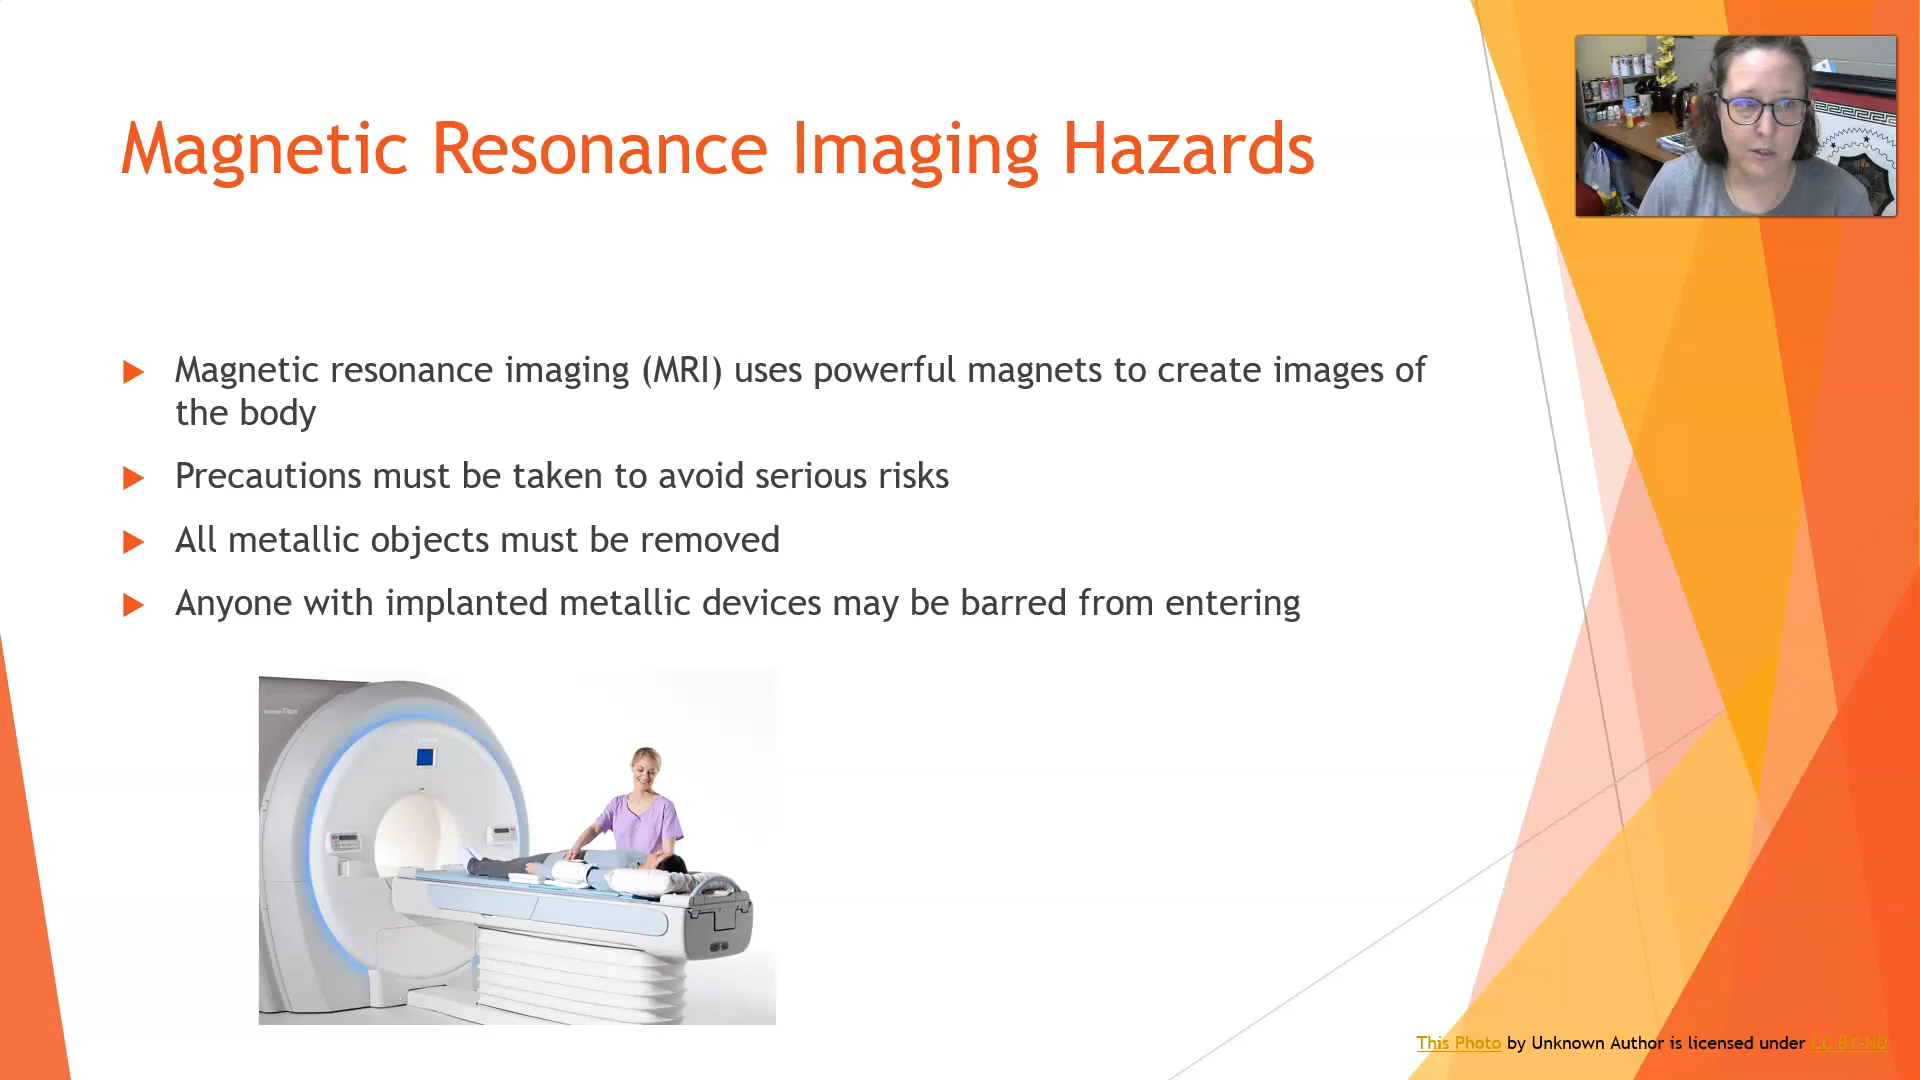 Magnetic Resonance Imaging Hazards
Magnetic resonance imaging (MRI) uses powerful magnets to create images of
the body
Precautions must be taken to avoid serious risks
All metallic objects must be removed
Anyone with implanted metallic devices may be barred from entering
This Photo by Unknown Author is licensed under CC BY-ND